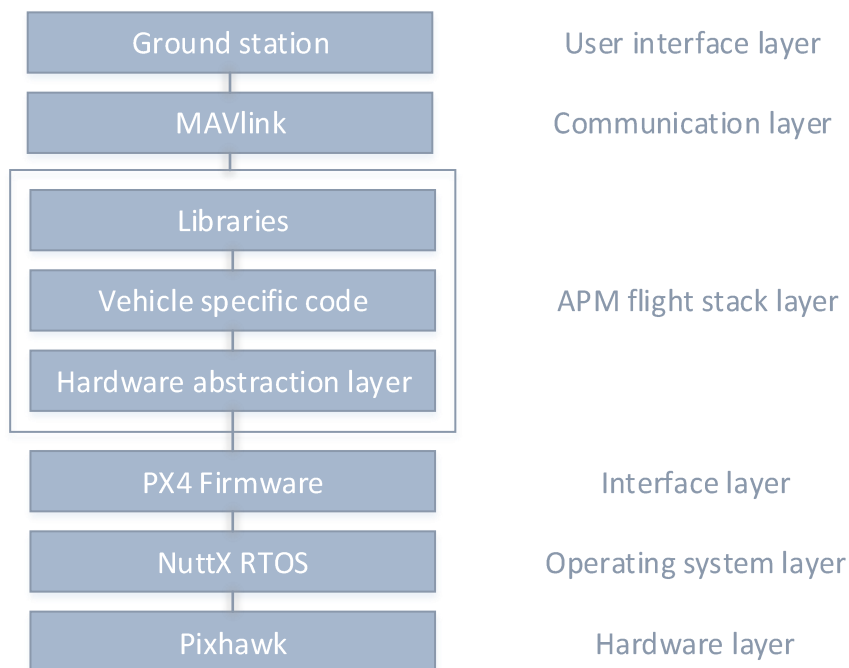 Ground station
User interface layer
MAVlink
Communication layer
Libraries
Vehicle specific code
APM flight stack layer
Hardware abstraction layer
PX4 Firmware
Interface layer
NuttX RTOS
Operating system layer
Pixhawk
Hardware layer